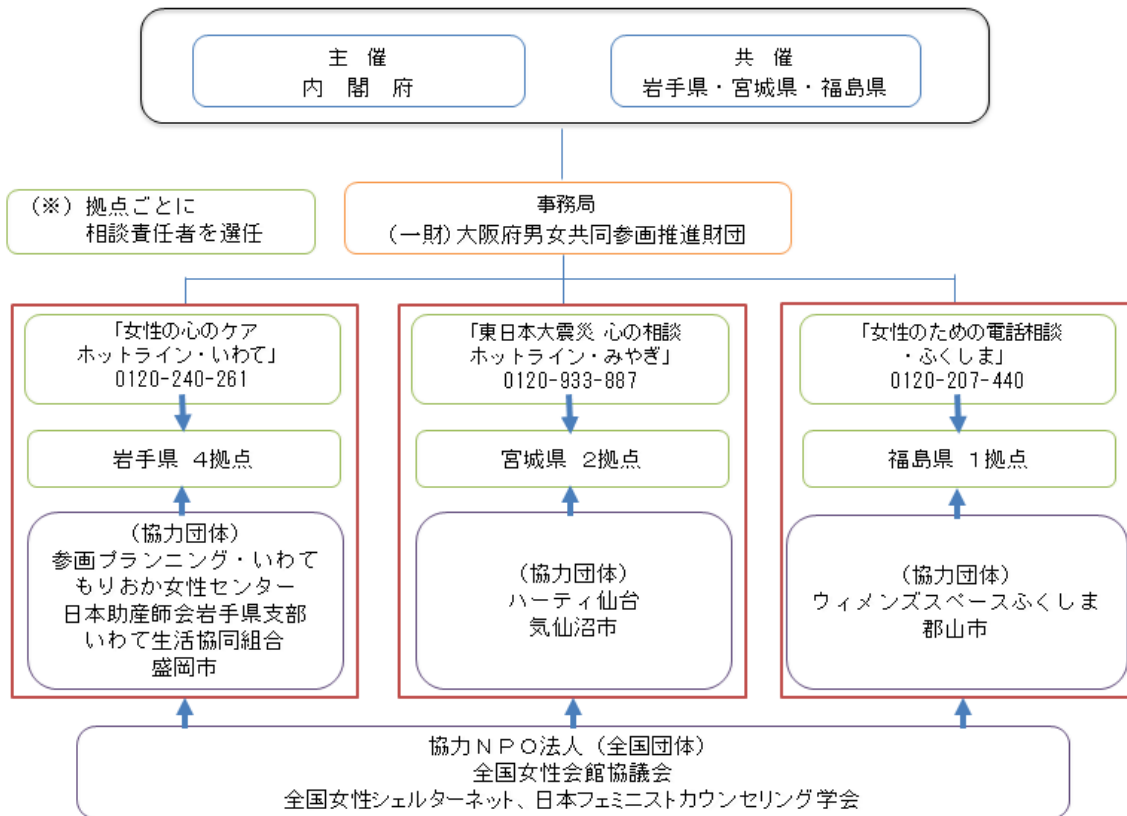 主 催
内 閣 府
共 催
岩手県・宮城県・福島県
(※) 拠点ごとに
相談責任者を選任
事務局
(一財)大阪府男女共同参画推進財団
「女性の心のケア
ホットライン・いわて」
0120-240-261
岩手県 4拠点
(協力団体)
参画プランニング・いわて
もりおか女性センター
日本助産師会岩手県支部
いわて生活協同組合
盛岡市
「東日本大震災 心の相談
ホットライン・みやぎ」
0120-933-887
宮城県 2拠点
(協力団体)
ハーティ仙台
気仙沼市
「女性のための電話相談
・ふくしま」
0120-207-440
福島県 1拠点
(協力団体)
ウィメンズスペースふくしま
郡山市
協力NPO法人(全国団体)
全国女性会館協議会
全国女性シェルターネット、日本フェミニストカウンセリング学会